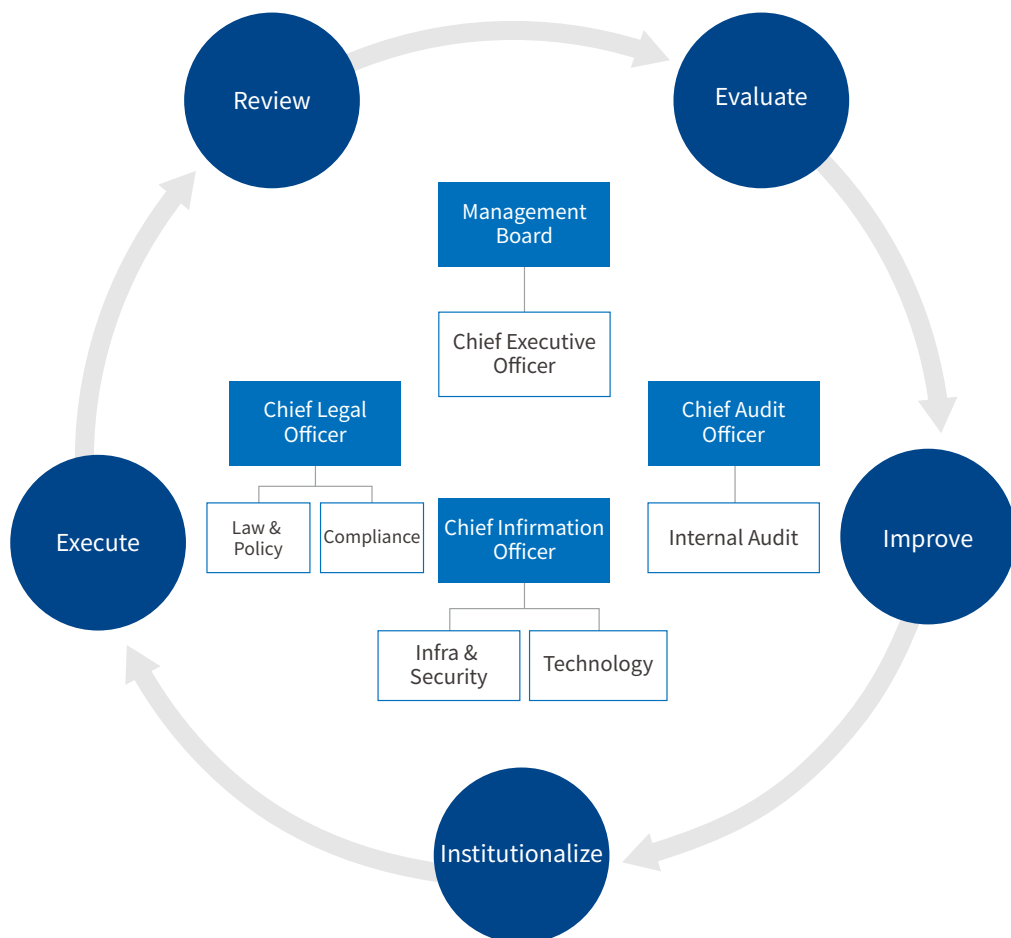 Review
Evaluate
Management
Board
Chief Executive
Officer
Chief Legal
Officer
Chief Audit
Officer
Execute
Law &
Policy
Compliance
Chief Infirmation
Officer
Internal Audit
Improve
Infra &
Security
Technology
Institutionalize